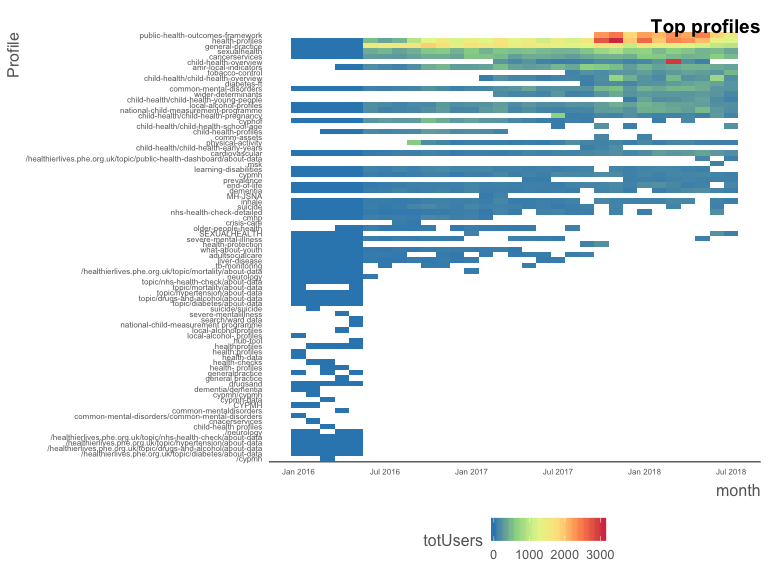 Top profiles
Profile
public-health-outcomes-framework
health-profiles
general-practice
sexualhealth
cancerservices
child-health-overview
amr-local-indicators
tobacco-control
child-health/child-health-overview
diabetes-ft
common-mental-disorders
wider-determinants
child-health/child-health-young-people
local-alcohol-profiles
national-child-measurement-programme
child-health/child-health-pregnancy
cyphof
child-health/child-health-school-age
child-health-profiles
comm-assets
physical-activity
child-health/child-health-early-years
cardiovascular
/healthierlives.phe.org.uk/topic/public-health-dashboard/about-data
msk
learning-disabilities
cypmh
prevalence
end-of-life
dementia
MH-JSNA
inhale
suicide
nhs-health-check-detailed
cmhp
crisis-care
older-people-health
SEXUALHEALTH
severe-mental-illness
health-protection
what-about-youth
adultsocialcare
liver-disease
tb-monitoring
/healthierlives.phe.org.uk/topic/mortality/about-data
neurology
topic/nhs-health-check/about-data
topic/mortality/about-data
topic/hypertension/about-data
topic/drugs-and-alcohol/about-data
topic/diabetes/about-data
suicide/suicide
severe-mentalillness
search/ward data
national-child-measurement programme
local-alcoholprofiles
local-alcohol- profiles
hub-tool
healthprofiles
health:profiles
health-data
health-checks
health- profiles
generalpractice
general practice
drugsand
dementia/dementia
cypmh/cypmh
cypmh-data
CYPMH
common-mentaldisorders
common-mental-disorders/common-mental-disorders
cnacerservices
child-health profiles
/neurology
/healthierlives.phe.org.uk/topic/nhs-health-check/about-data
/healthierlives.phe.org.uk/topic/hypertension/about-data
/healthierlives.phe.org.uk/topic/drugs-and-alcohol/about-data
/healthierlives.phe.org.uk/topic/diabetes/about-data
/cypmh
Jan 2016 Jul 2016 Jan 2017 Jul 2017 Jan 2018 Jul 2018
month
totUsers
0 1000 2000 3000